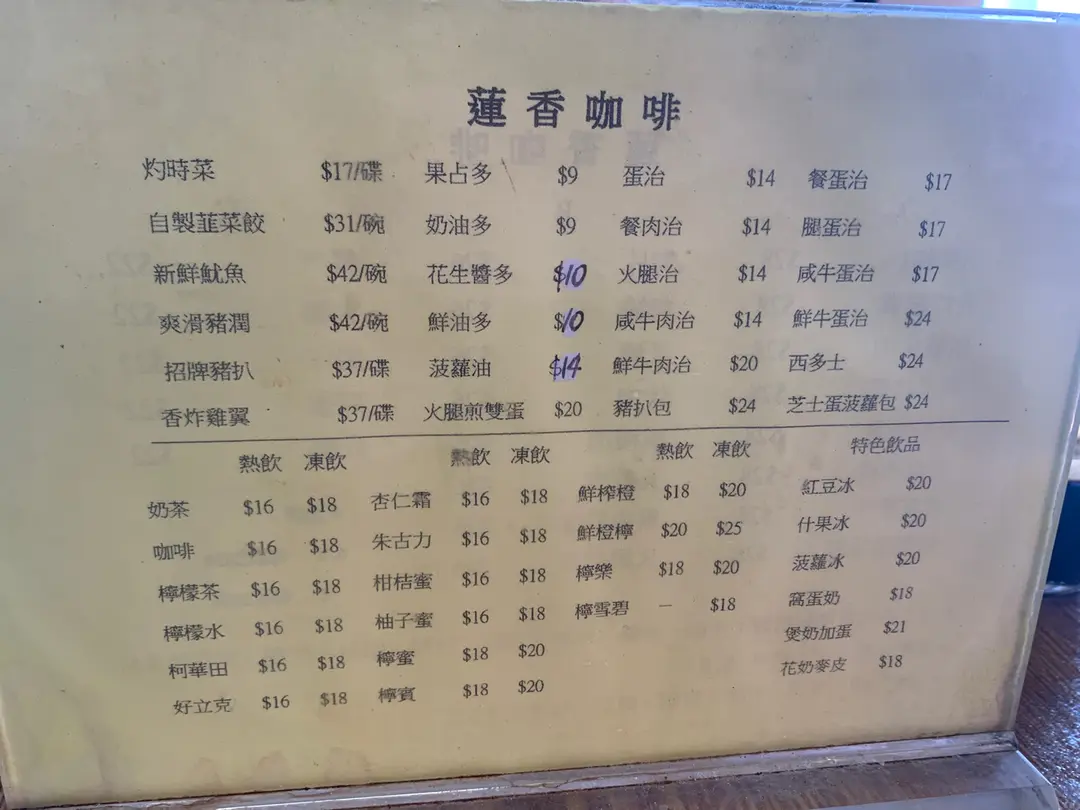 蓮香咖啡
灼時菜 $17/碟 果占多 $9 蛋治 $14 餐蛋治 $17
自製韮菜餃 $31/碗 奶油多 $9 餐肉治 $14 腿蛋治 $17
新鮮魷魚 $42/碗 花生醬多 $10 火腿治 $14 咸牛蛋治 $17
爽滑豬潤 $42/碗 鮮油多 $10 咸牛肉治 $14 鮮牛蛋治 $24
招牌豬扒 $37/碟 菠蘿油 $14 鮮牛肉治 $20 西多士 $24
香炸雞翼 $37/碟 火腿煎雙蛋 $20 豬扒包 $24 芝士蛋菠蘿包 $24
熱飲 凍飲 熱飲 凍飲 熱飲 凍飲 特色飲品
奶茶 $16 $18 杏仁霜 $16 $18 鮮榨橙 $18 $20 紅豆冰 $20
咖啡 $16 $18 朱古力 $16 $18 鮮橙檸 $20 $25 什果冰 $20
檸檬茶 $16 $18 柑桔蜜 $16 $18 檸樂 $18 $20 菠蘿冰 $20
檸檬水 $16 $18 柚子蜜 $16 $18 檸雪碧 — $18 窩蛋奶 $18
柯華田 $16 $18 檸蜜 $18 $20 煲奶加蛋 $21
好立克 $16 $18 檸賓 $18 $20 花奶麥皮 $18